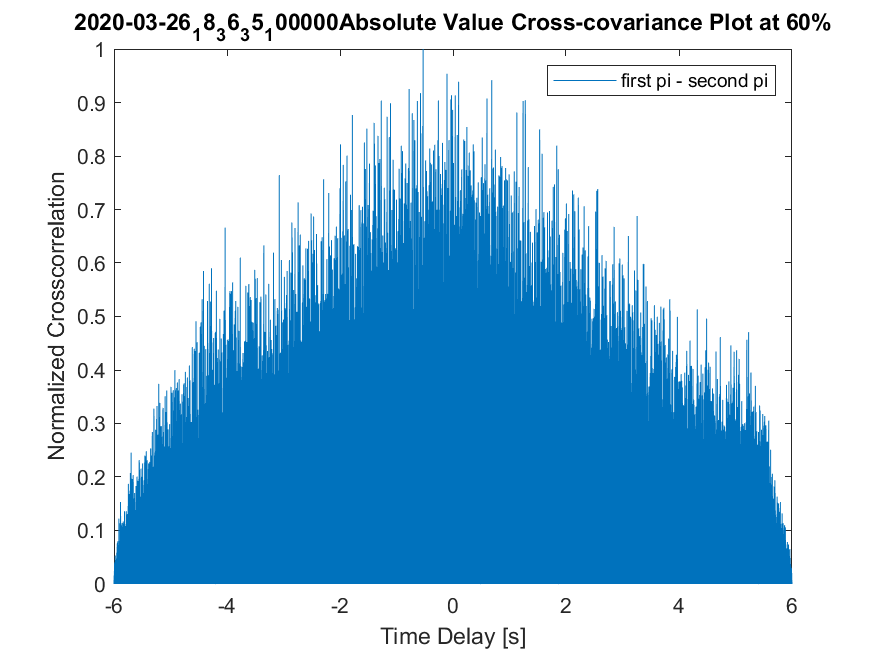 2020-03-26₁8₃6₃5₁00000Absolute Value Cross-covariance Plot at 60%
first pi - second pi
1
0.9
0.8
0.7
0.6
0.5
0.4
0.3
0.2
0.1
0
Normalized Crosscorrelation
-6 -4 -2 0 2 4 6
Time Delay [s]